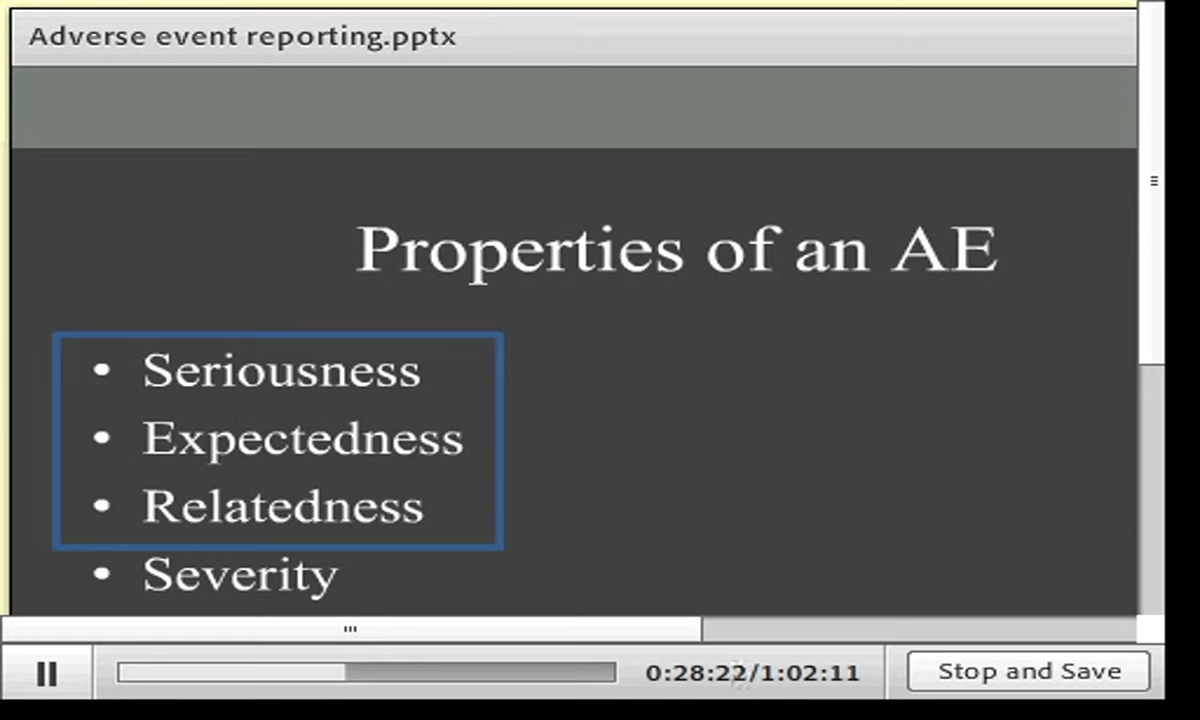 Adverse event reporting.pptx
Properties of an AE
• Seriousness
• Expectedness
• Relatedness
• Severity
0:28:22/1:02:11
Stop and Save